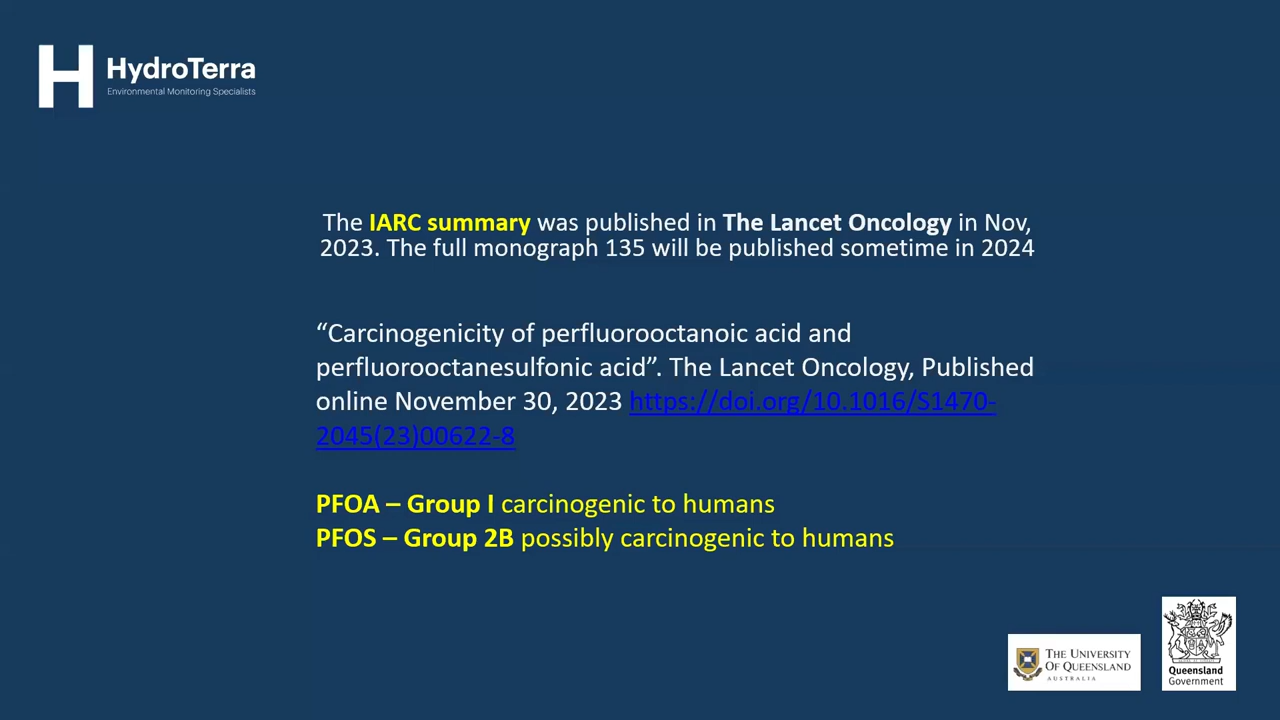 HydroTerra
Environmental Monitoring Specialists
The IARC summary was published in The Lancet Oncology in Nov,
2023. The full monograph 135 will be published sometime in 2024
“Carcinogenicity of perfluorooctanoic acid and
perfluorooctanesulfonic acid”. The Lancet Oncology, Published
online November 30, 2023 https://doi.org/10.1016/S1470-
2045(23)00622-8
PFOA – Group I carcinogenic to humans
PFOS – Group 2B possibly carcinogenic to humans
THE UNIVERSITY
OF QUEENSLAND
AUSTRALIA
Queensland
Government